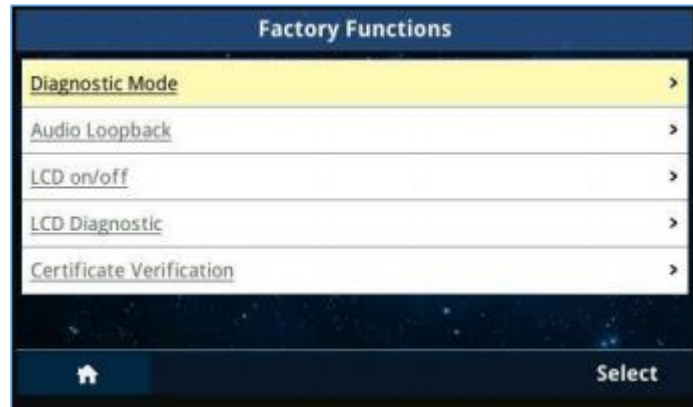 Factory Functions
Diagnostic Mode
Audio Loopback
LCD on/off
LCD Diagnostic
Certificate Verification
Select